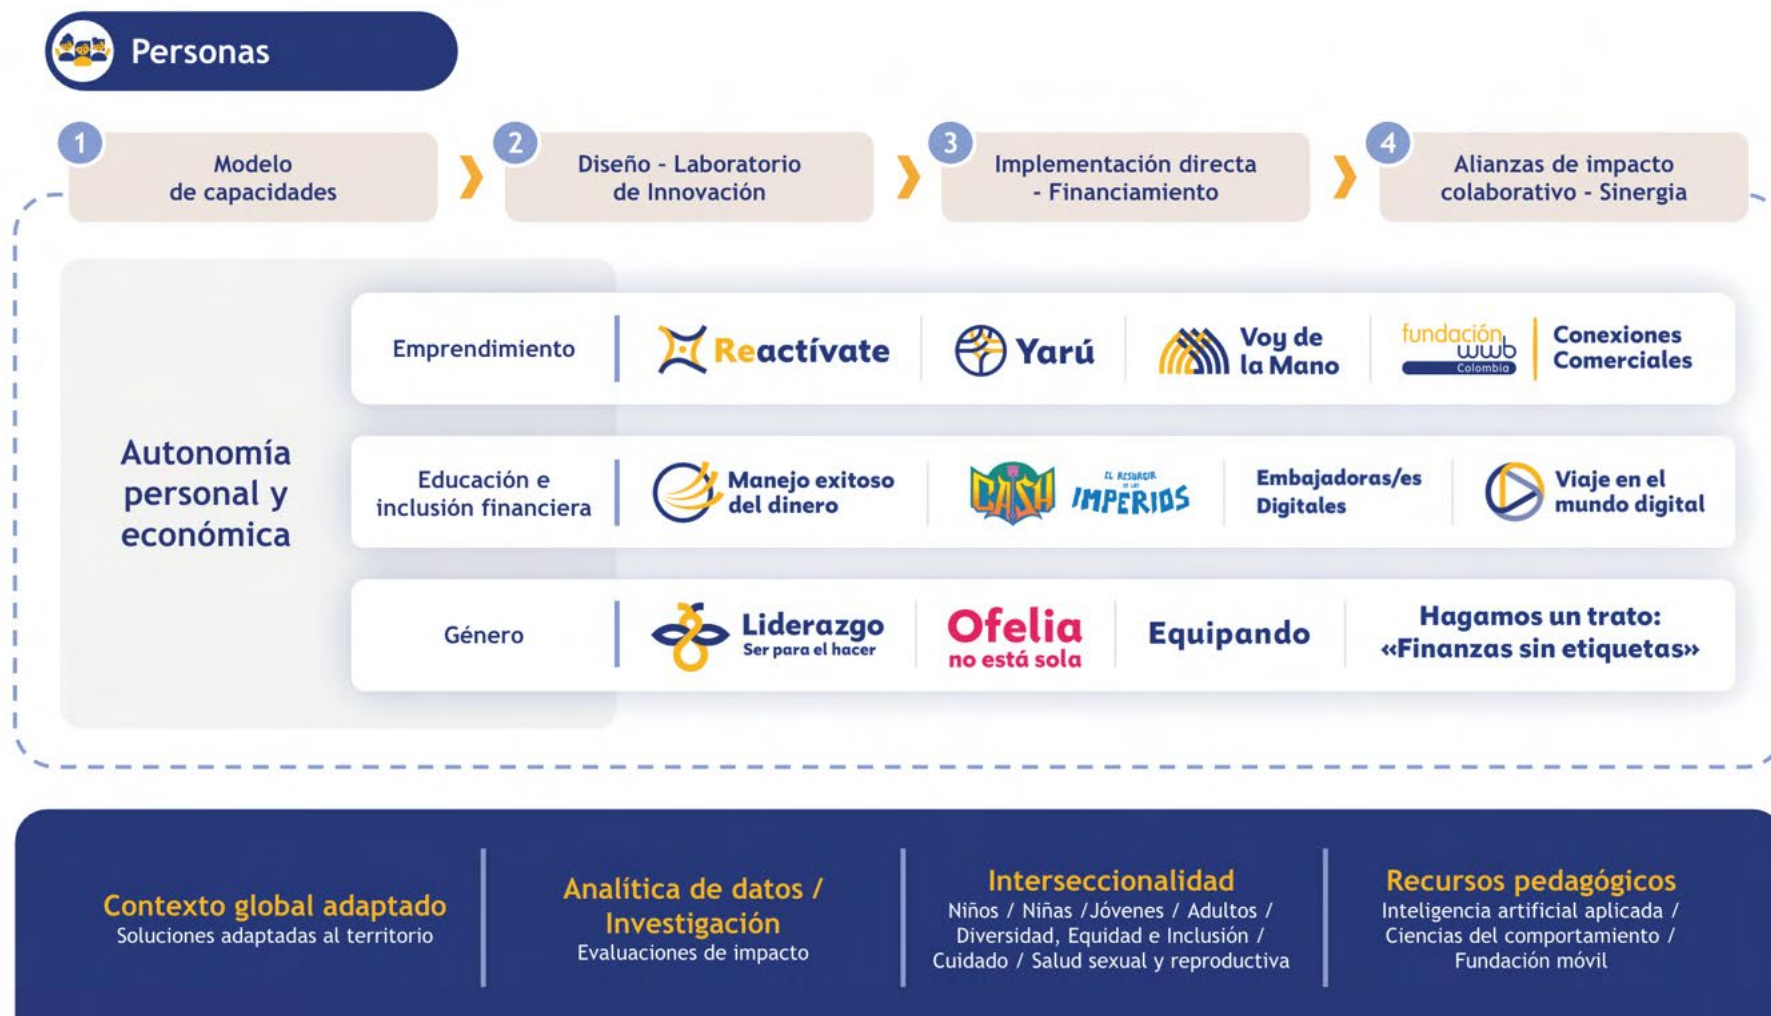 Personas
1
Modelo
de capacidades
2
Diseño - Laboratorio
de Innovación
3
Implementación directa
- Financiamiento
4
Alianzas de impacto
colaborativo - Sinergia
Autonomía
personal y
económica
Emprendimiento
Reactívate
Yarú
Voy de
la Mano
fundación
wwb
Colombia
Conexiones
Comerciales
Educación e
inclusión financiera
Manejo exitoso
del dinero
CASH
EL RESURGIR
DE LOS
IMPERIOS
Embajadoras/es
Digitales
Viaje en el
mundo digital
Género
Liderazgo
Ser para el hacer
Ofelia
no está sola
Equipando
Hagamos un trato:
«Finanzas sin etiquetas»
Contexto global adaptado
Soluciones adaptadas al territorio
Analítica de datos /
Investigación
Evaluaciones de impacto
Interseccionalidad
Niños / Niñas /Jóvenes / Adultos /
Diversidad, Equidad e Inclusión /
Cuidado / Salud sexual y reproductiva
Recursos pedagógicos
Inteligencia artificial aplicada /
Ciencias del comportamiento /
Fundación móvil